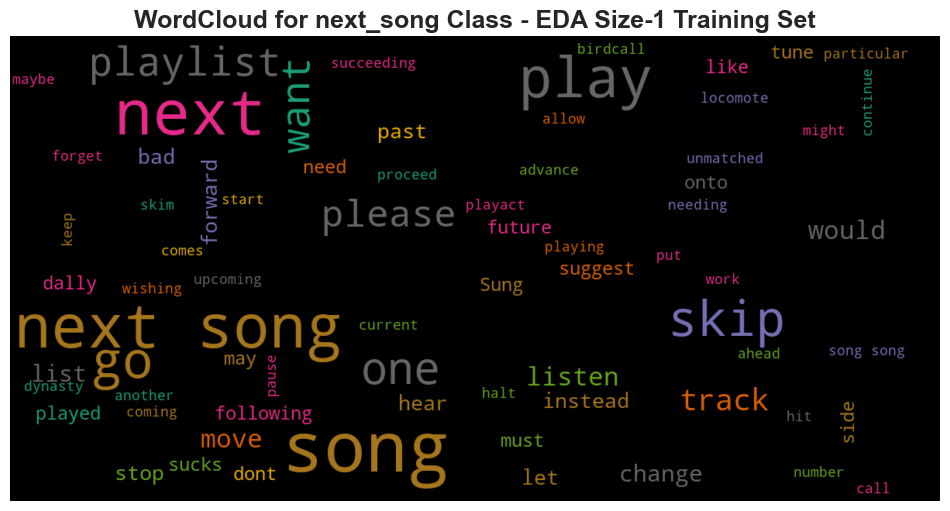 WordCloud for next_song Class - EDA Size-1 Training Set
playlist
want
succeeding
birdcall
play
like
tune
particular
maybe
next
past
allow
locomote
might
continue
forget
bad
forward
need
proceed
advance
unmatched
onto
skim
start
playact
needing
keep
please
future
would
comes
playing
suggest
put
dally
wishing
upcoming
Sung
work
next
song
go
current
skip
ahead
song song
list
dynasty
may
pause
one
listen
another
halt
instead
track
played
coming
following
hear
hit
side
move
song
must
stop
sucks
dont
let
change
number
call